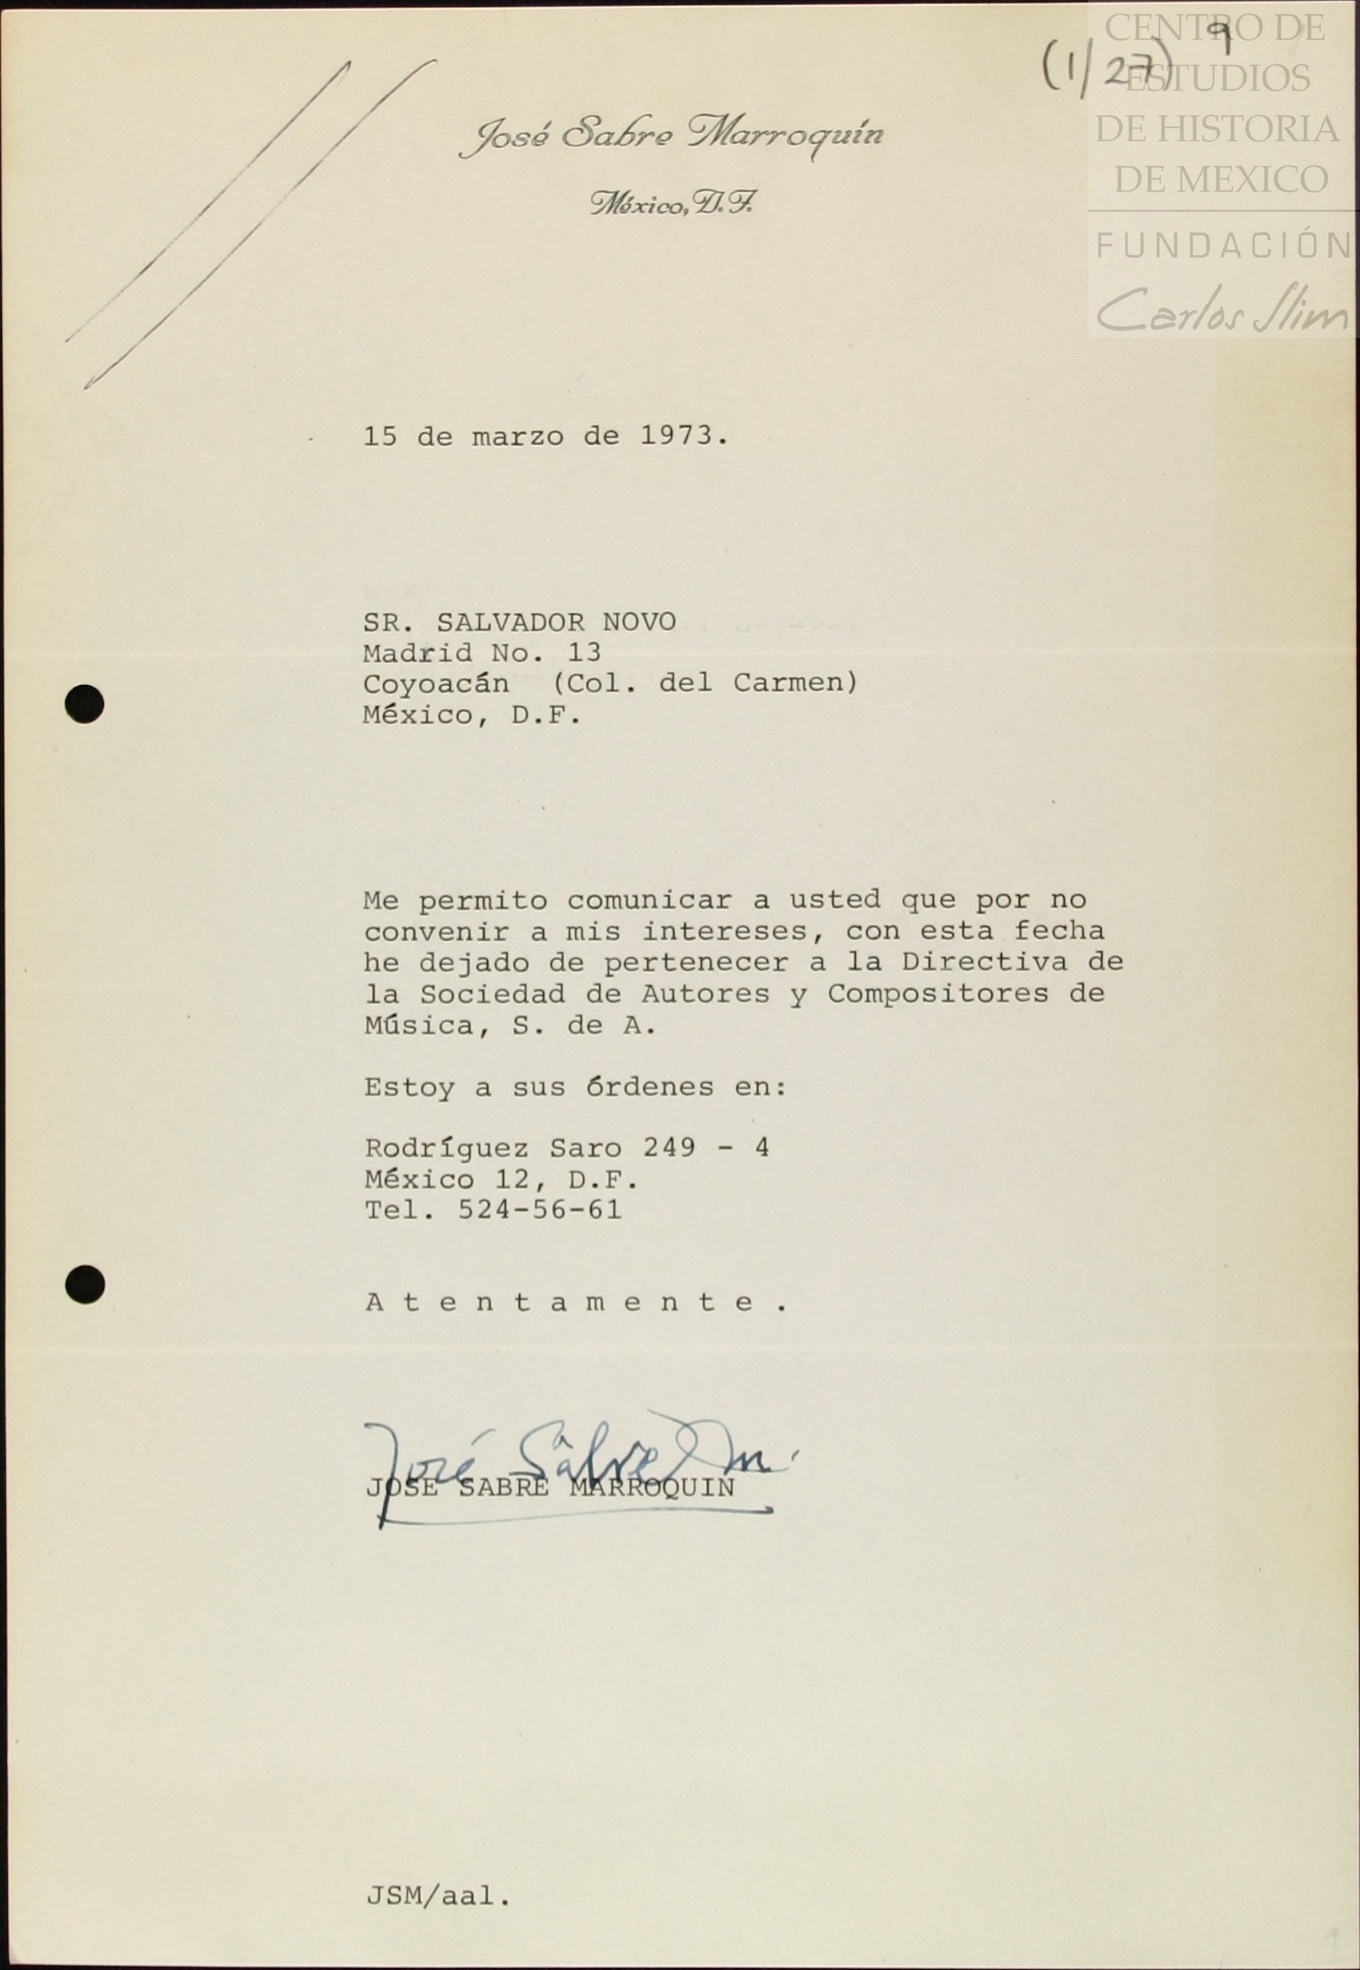 (1/27) 9
CENTRO DE
ESTUDIOS
DE HISTORIA
DE MEXICO
FUNDACIÓN
Carlos Slim
José Sabre Marroquín
México, D.F.
15 de marzo de 1973.
SR. SALVADOR NOVO
Madrid No. 13
Coyoacán (Col. del Carmen)
México, D.F.
Me permito comunicar a usted que por no
convenir a mis intereses, con esta fecha
he dejado de pertenecer a la Directiva de
la Sociedad de Autores y Compositores de
Música, S. de A.
Estoy a sus órdenes en:
Rodríguez Saro 249 - 4
México 12, D.F.
Tel. 524-56-61
A t e n t a m e n t e .
José Sabre M.
JOSE SABRE MARROQUIN
JSM/aal.